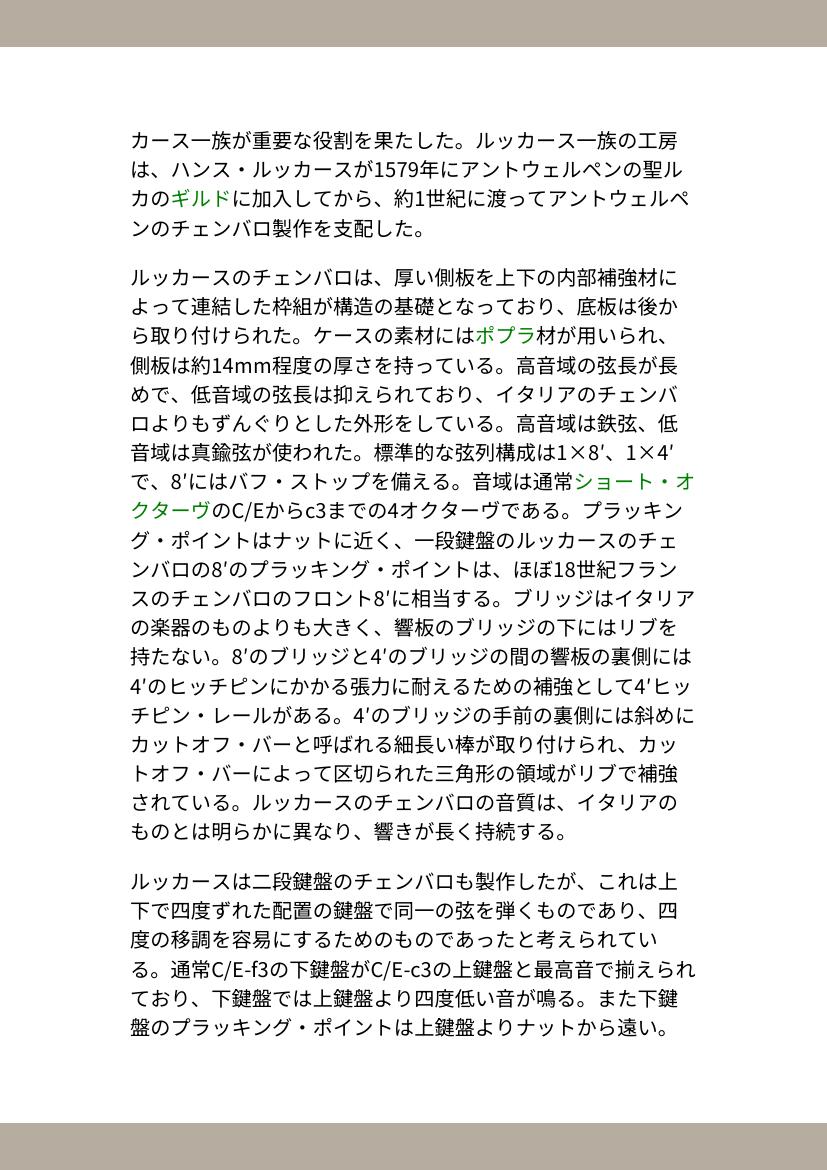 カース一族が重要な役割を果たした。ルッカース一族の工房
は、ハンス・ルッカースが1579年にアントウェルペンの聖ル
カのギルドに加入してから、約1世紀に渡ってアントウェルペ
ンのチェンバロ製作を支配した。
ルッカースのチェンバロは、厚い側板を上下の内部補強材に
よって連結した枠組が構造の基礎となっており、底板は後か
ら取り付けられた。ケースの素材にはポプラ材が用いられ、
側板は約14mm程度の厚さを持っている。高音域の弦長が長
めで、低音域の弦長は抑えられており、イタリアのチェンバ
ロよりもずんぐりとした外形をしている。高音域は鉄弦、低
音域は真鍮弦が使われた。標準的な弦列構成は1×8′、1×4′
で、8′にはバフ・ストップを備える。音域は通常ショート・オ
クターヴのC/Eからc3までの4オクターヴである。プラッキン
グ・ポイントはナットに近く、一段鍵盤のルッカースのチェ
ンバロの8′のプラッキング・ポイントは、ほぼ18世紀フラン
スのチェンバロのフロント8′に相当する。ブリッジはイタリア
の楽器のものよりも大きく、響板のブリッジの下にはリブを
持たない。8′のブリッジと4′のブリッジの間の響板の裏側には
4′のヒッチピンにかかる張力に耐えるための補強として4′ヒッ
チピン・レールがある。4′のブリッジの手前の裏側には斜めに
カットオフ・バーと呼ばれる細長い棒が取り付けられ、カッ
トオフ・バーによって区切られた三角形の領域がリブで補強
されている。ルッカースのチェンバロの音質は、イタリアの
ものとは明らかに異なり、響きが長く持続する。
ルッカースは二段鍵盤のチェンバロも製作したが、これは上
下で四度ずれた配置の鍵盤で同一の弦を弾くものであり、四
度の移調を容易にするためのものであったと考えられてい
る。通常C/E-f3の下鍵盤がC/E-c3の上鍵盤と最高音で揃えられ
ており、下鍵盤では上鍵盤より四度低い音が鳴る。また下鍵
盤のプラッキング・ポイントは上鍵盤よりナットから遠い。